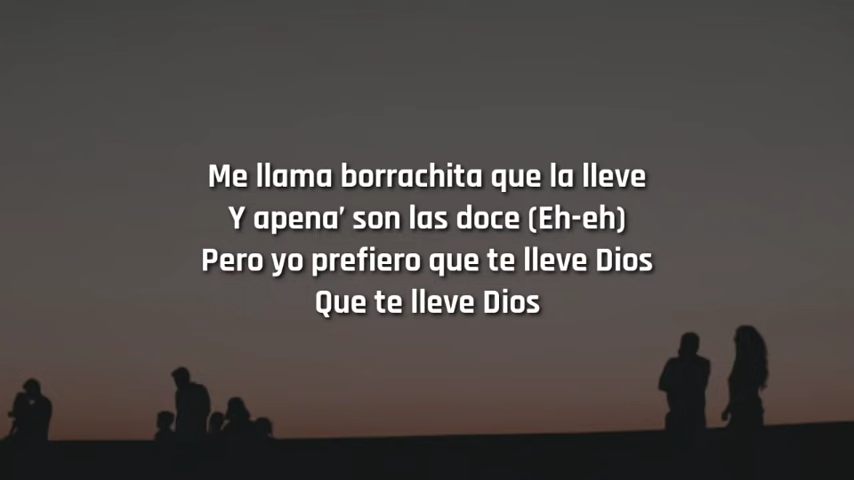 Me llama borrachita que la lleve
Y apena’ son las doce (Eh-eh)
Pero yo prefiero que te lleve Dios
Que te lleve Dios